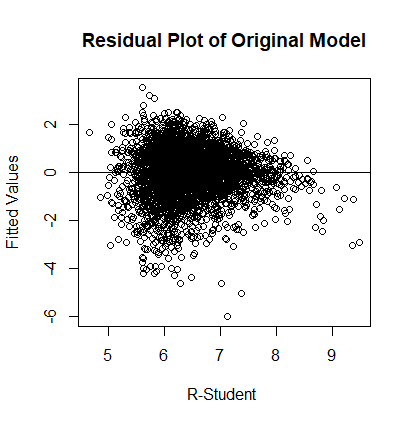 Residual Plot of Original Model
Fitted Values
2
0
-2
-4
-6
5 6 7 8 9
R-Student